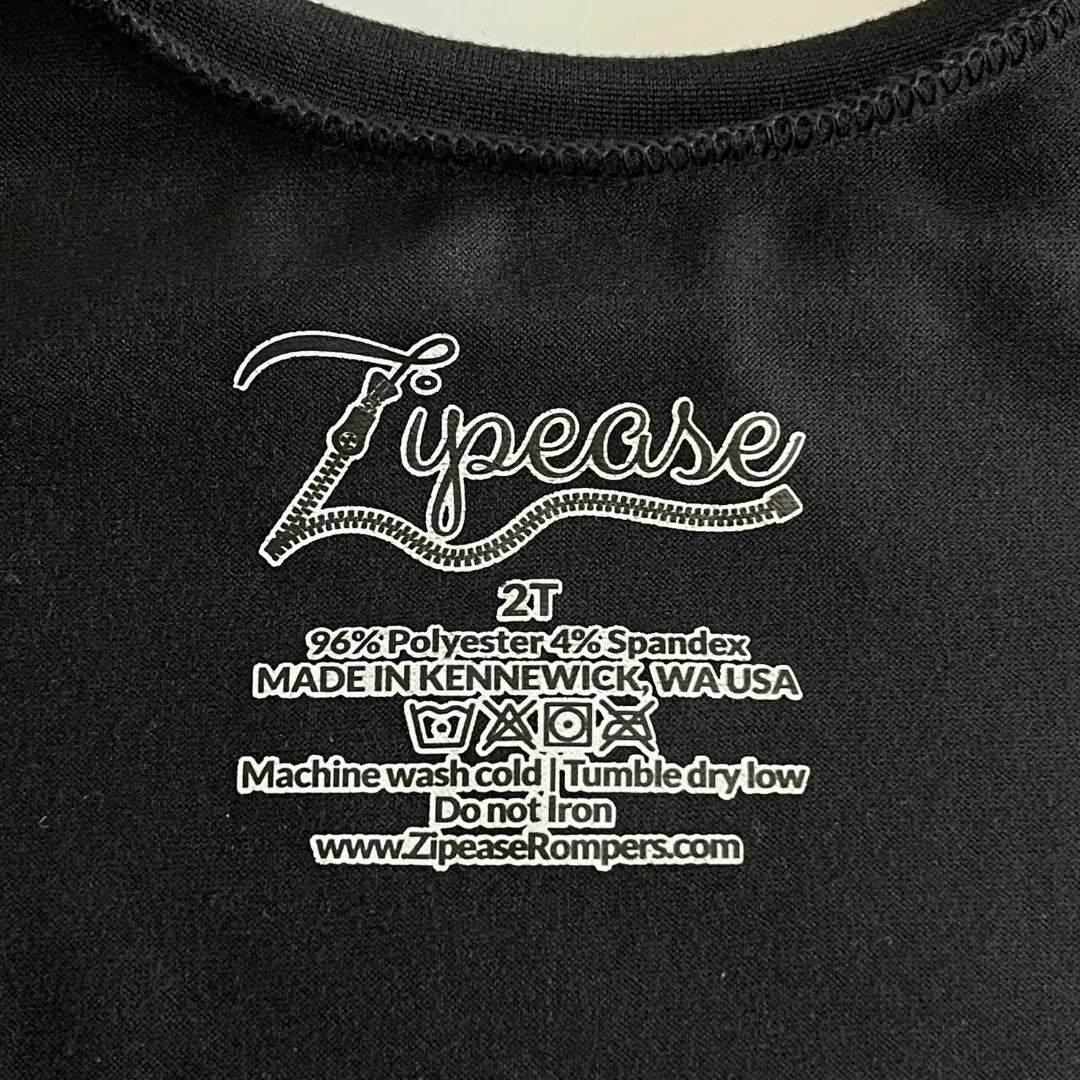 Zipease
2T
96% Polyester 4% Spandex
MADE IN KENNEWICK, WA USA
Machine wash cold | Tumble dry low
Do not Iron
www.ZipeaseRompers.com